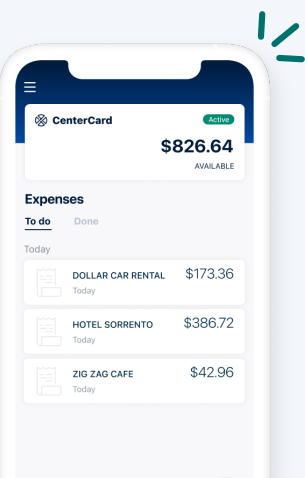 CenterCard
Active
$826.64
AVAILABLE
Expenses
To do Done
Today
DOLLAR CAR RENTAL $173.36
Today
HOTEL SORRENTO $386.72
Today
ZIG ZAG CAFE $42.96
Today